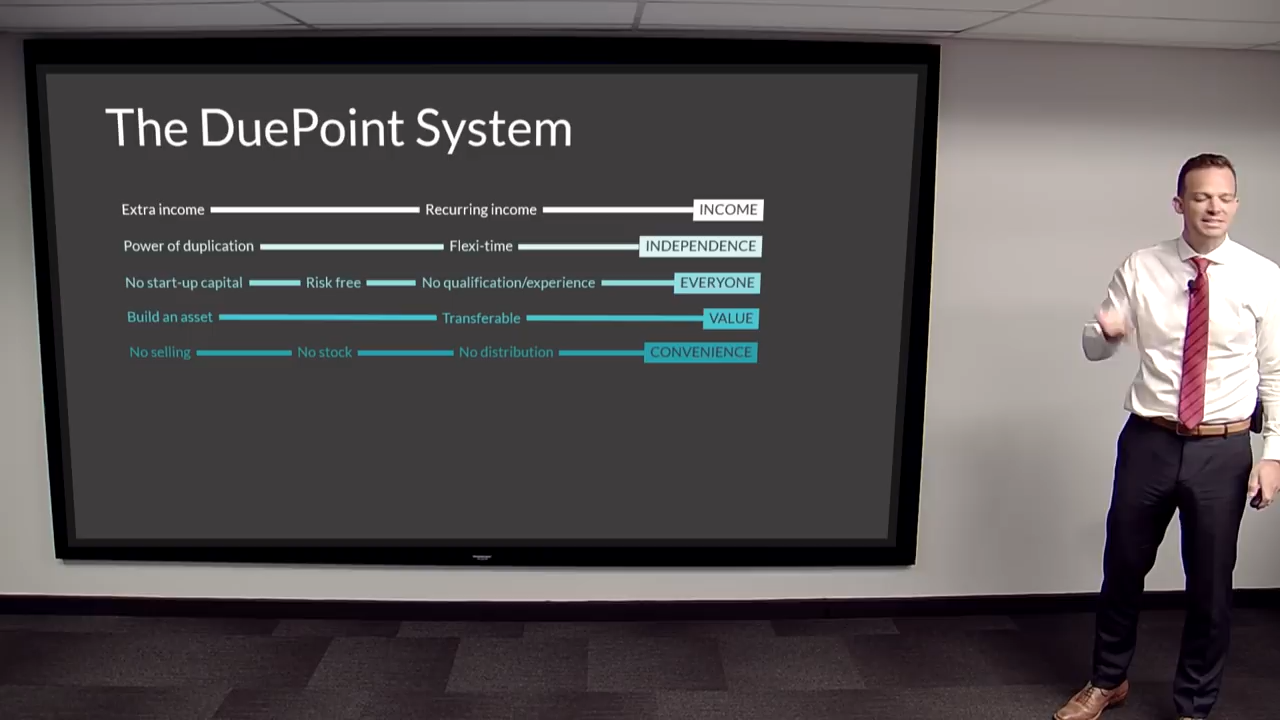 The DuePoint System
Extra income Recurring income INCOME
Power of duplication Flexi-time INDEPENDENCE
No start-up capital Risk free No qualification/experience EVERYONE
Build an asset Transferable VALUE
No selling No stock No distribution CONVENIENCE